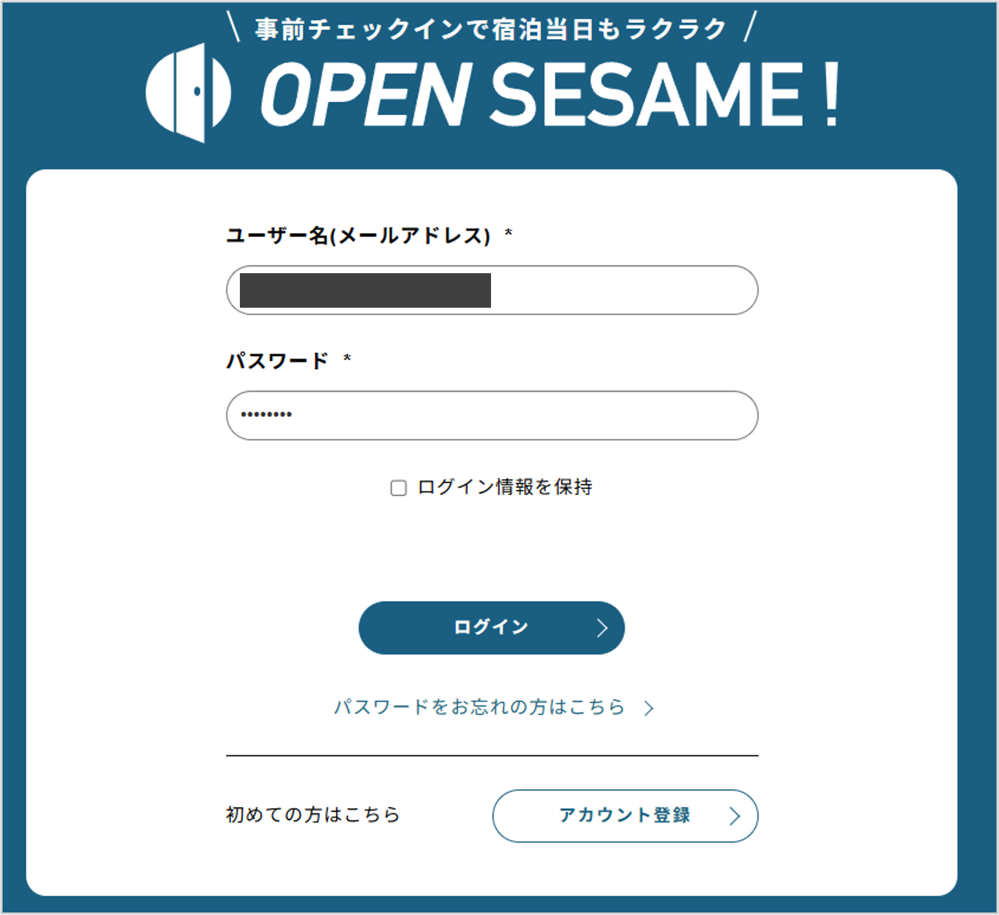 \ 事前チェックインで宿泊当日もラクラク /
OPEN SESAME!
ユーザー名(メールアドレス) *
パスワード *
••••••••
ログイン情報を保持
ログイン
パスワードをお忘れの方はこちら
初めての方はこちら
アカウント登録